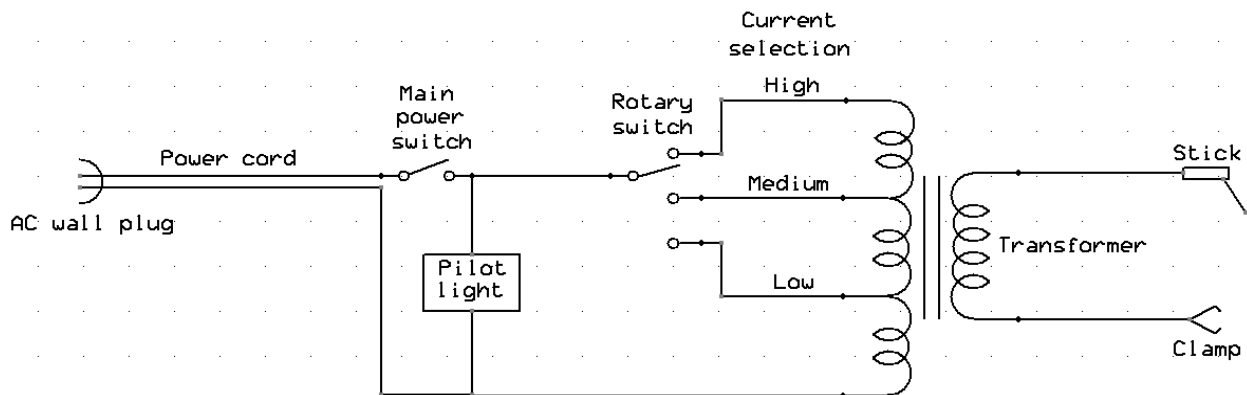 Current
selection
High
Main
power
switch
Rotary
switch
Power cord
Stick
Medium
AC wall plug
Transformer
Pilot
light
Low
Clamp